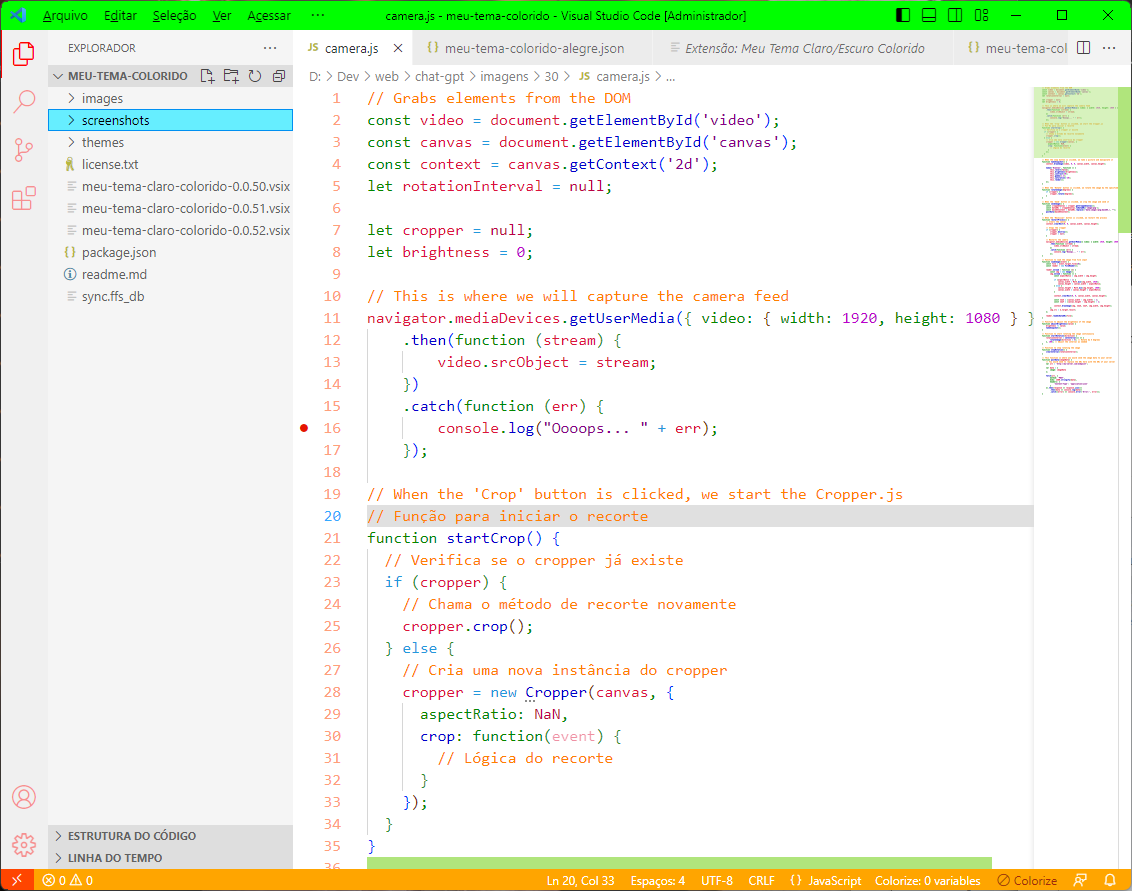 Arquivo Editar Seleção Ver Acessar ··· camera.js - meu-tema-colorido - Visual Studio Code [Administrador]
EXPLORADOR ···
JS camera.js {} meu-tema-colorido-alegre.json Extensão: Meu Tema Claro/Escuro Colorido {} meu-tema-col ···
MEU-TEMA-COLORIDO
images
screenshots
themes
license.txt
meu-tema-claro-colorido-0.0.50.vsix
meu-tema-claro-colorido-0.0.51.vsix
meu-tema-claro-colorido-0.0.52.vsix
{} package.json
readme.md
sync.ffs_db
ESTRUTURA DO CÓDIGO
LINHA DO TEMPO
D: > Dev > web > chat-gpt > imagens > 30 > JS camera.js > ...
1 // Grabs elements from the DOM
2 const video = document.getElementById('video');
3 const canvas = document.getElementById('canvas');
4 const context = canvas.getContext('2d');
5 let rotationInterval = null;
6
7 let cropper = null;
8 let brightness = 0;
9
10 // This is where we will capture the camera feed
11 navigator.mediaDevices.getUserMedia({ video: { width: 1920, height: 1080 } }
12 .then(function (stream) {
13 video.srcObject = stream;
14 })
15 .catch(function (err) {
16 console.log("Oooops... " + err);
17 });
18
19 // When the 'Crop' button is clicked, we start the Cropper.js
20 // Função para iniciar o recorte
21 function startCrop() {
22 // Verifica se o cropper já existe
23 if (cropper) {
24 // Chama o método de recorte novamente
25 cropper.crop();
26 } else {
27 // Cria uma nova instância do cropper
28 cropper = new Cropper(canvas, {
29 aspectRatio: NaN,
30 crop: function(event) {
31 // Lógica do recorte
32 }
33 });
34 }
35 }
36
0 0 Ln 20, Col 33 Espaços: 4 UTF-8 CRLF {} JavaScript Colorize: 0 variables Colorize